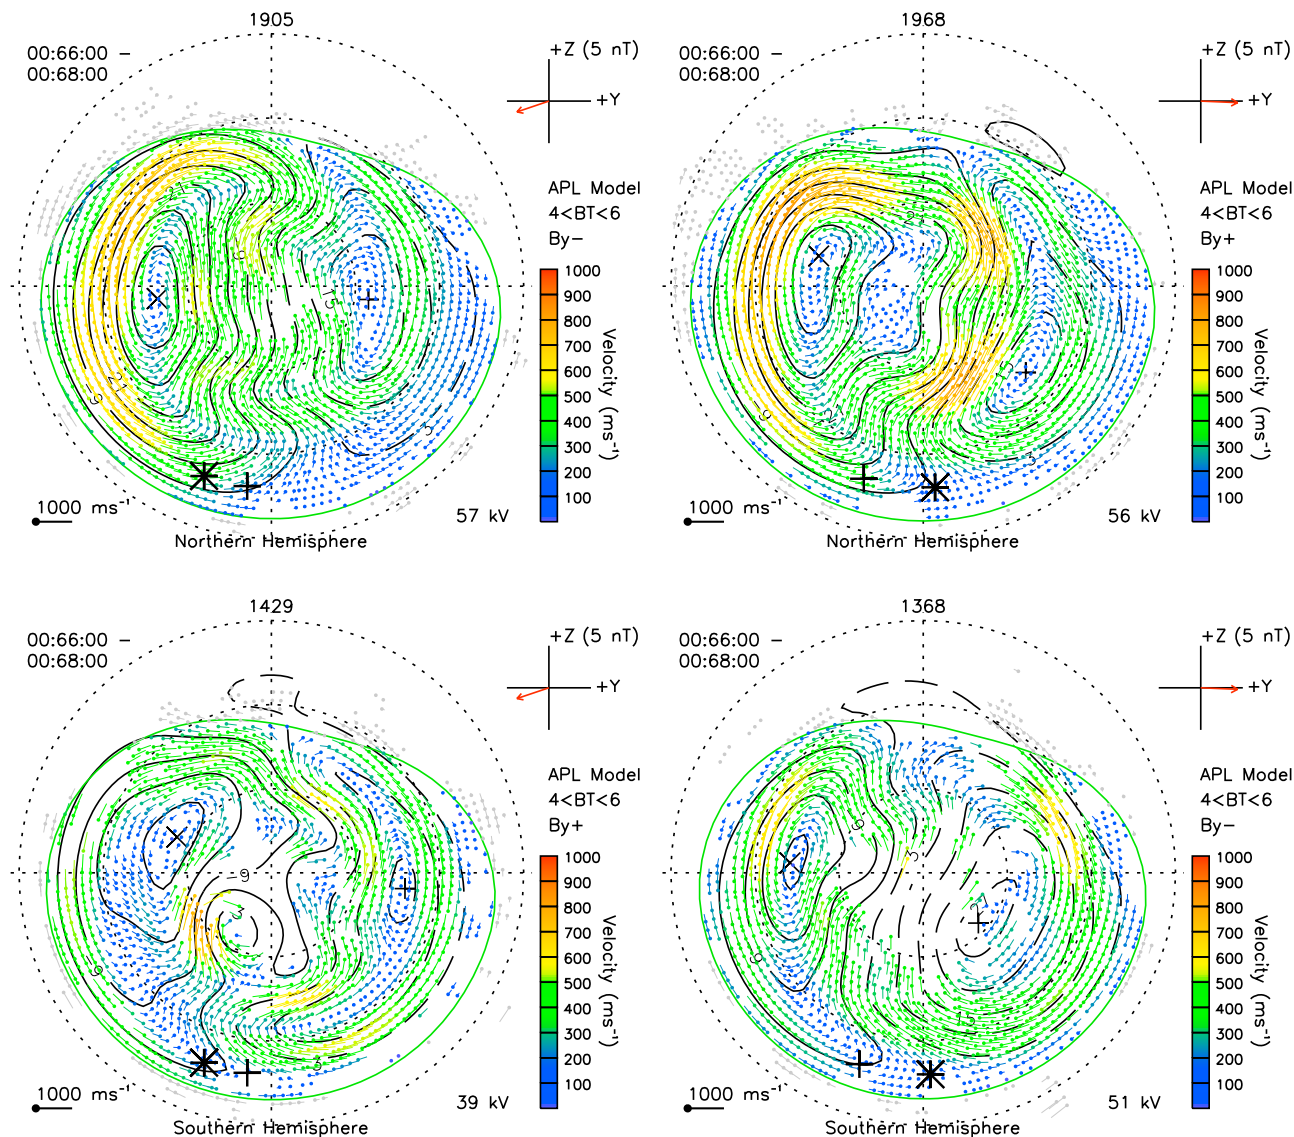 1905
00:66:00 –
00:68:00
+Z (5 nT)
+Y
APL Model
4<BT<6
By−
1000
900
800
700
600
500
400
300
200
100
Velocity (ms⁻¹)
1000 ms⁻¹
57 kV
Northern Hemisphere
1968
00:66:00 –
00:68:00
+Z (5 nT)
+Y
APL Model
4<BT<6
By+
1000
900
800
700
600
500
400
300
200
100
Velocity (ms⁻¹)
1000 ms⁻¹
56 kV
Northern Hemisphere
1429
00:66:00 –
00:68:00
+Z (5 nT)
+Y
APL Model
4<BT<6
By+
1000
900
800
700
600
500
400
300
200
100
Velocity (ms⁻¹)
1000 ms⁻¹
39 kV
Southern Hemisphere
1368
00:66:00 –
00:68:00
+Z (5 nT)
+Y
APL Model
4<BT<6
By−
1000
900
800
700
600
500
400
300
200
100
Velocity (ms⁻¹)
1000 ms⁻¹
51 kV
Southern Hemisphere